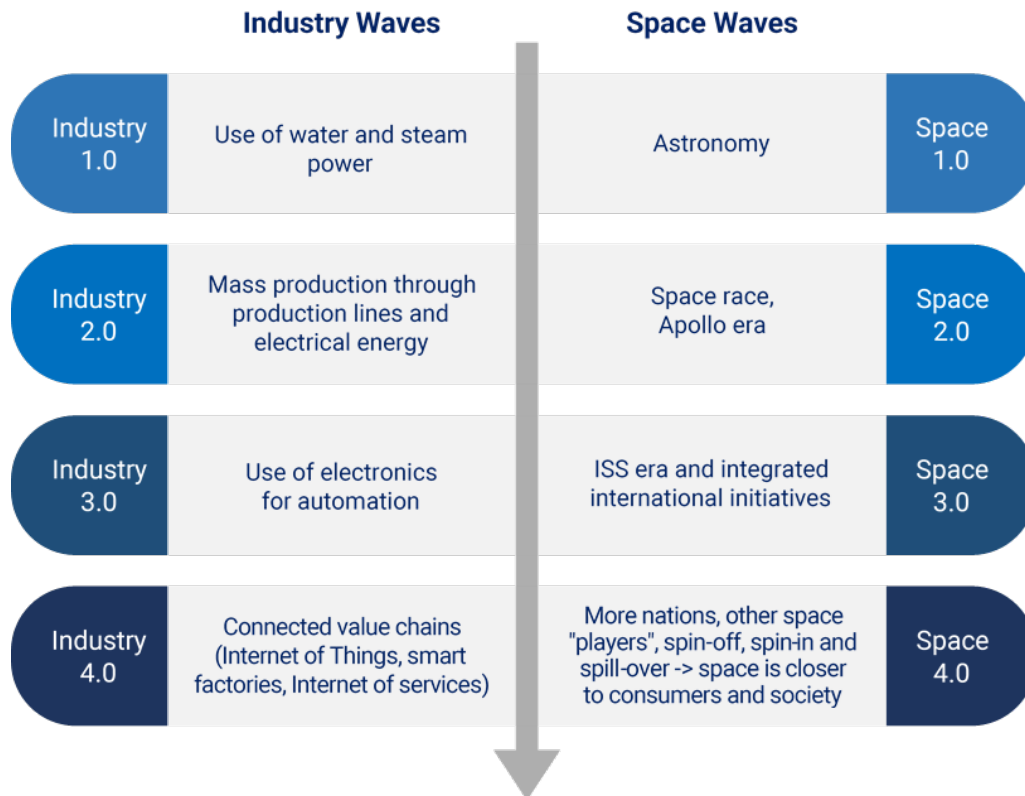 Industry Waves
Space Waves
Industry
1.0
Use of water and steam
power
Astronomy
Space
1.0
Industry
2.0
Mass production through
production lines and
electrical energy
Space race,
Apollo era
Space
2.0
Industry
3.0
Use of electronics
for automation
ISS era and integrated
international initiatives
Space
3.0
Industry
4.0
Connected value chains
(Internet of Things, smart
factories, Internet of services)
More nations, other space
"players", spin-off, spin-in and
spill-over -> space is closer
to consumers and society
Space
4.0